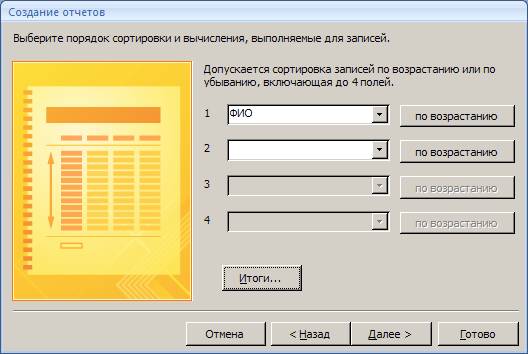 Создание отчетов
Выберите порядок сортировки и вычисления, выполняемые для записей.
Допускается сортировка записей по возрастанию или по
убыванию, включающая до 4 полей.
1 ФИО по возрастанию
2 по возрастанию
3 по возрастанию
4 по возрастанию
Итоги...
Отмена < Назад Далее > Готово